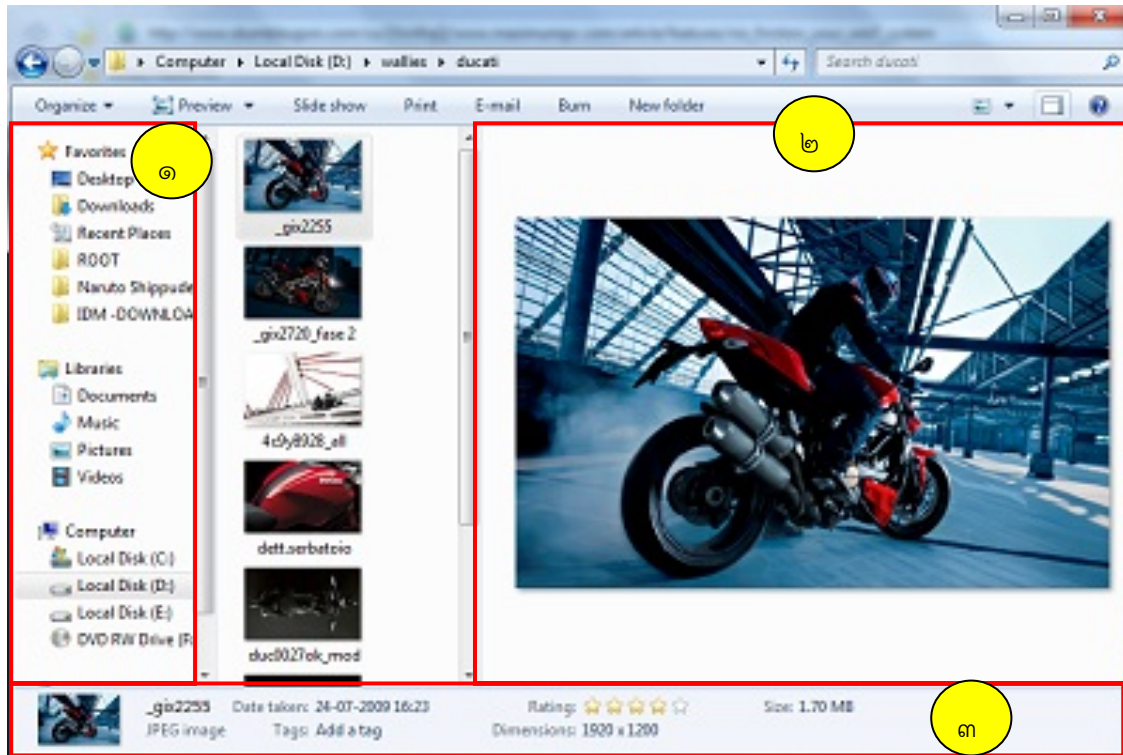 Computer ▸ Local Disk (D:) ▸ wallies ▸ ducati
Search ducati
Organize Preview Slide show Print E-mail Burn New folder
๑
๒
Favorites
Desktop
Downloads
Recent Places
ROOT
Naruto Shippude
IDM -DOWNLOA
Libraries
Documents
Music
Pictures
Videos
Computer
Local Disk (C:)
Local Disk (D:)
Local Disk (E:)
DVD RW Drive (F:
_gix2255
_gix2720_fase 2
4c9y8928_ell
dett.serbatoio
duc0027ok_mod
_gix2255 Date taken: 24-07-2009 16:23 Rating: Size: 1.70 MB
JPEG image Tags: Add a tag Dimensions: 1920 x 1200
๓